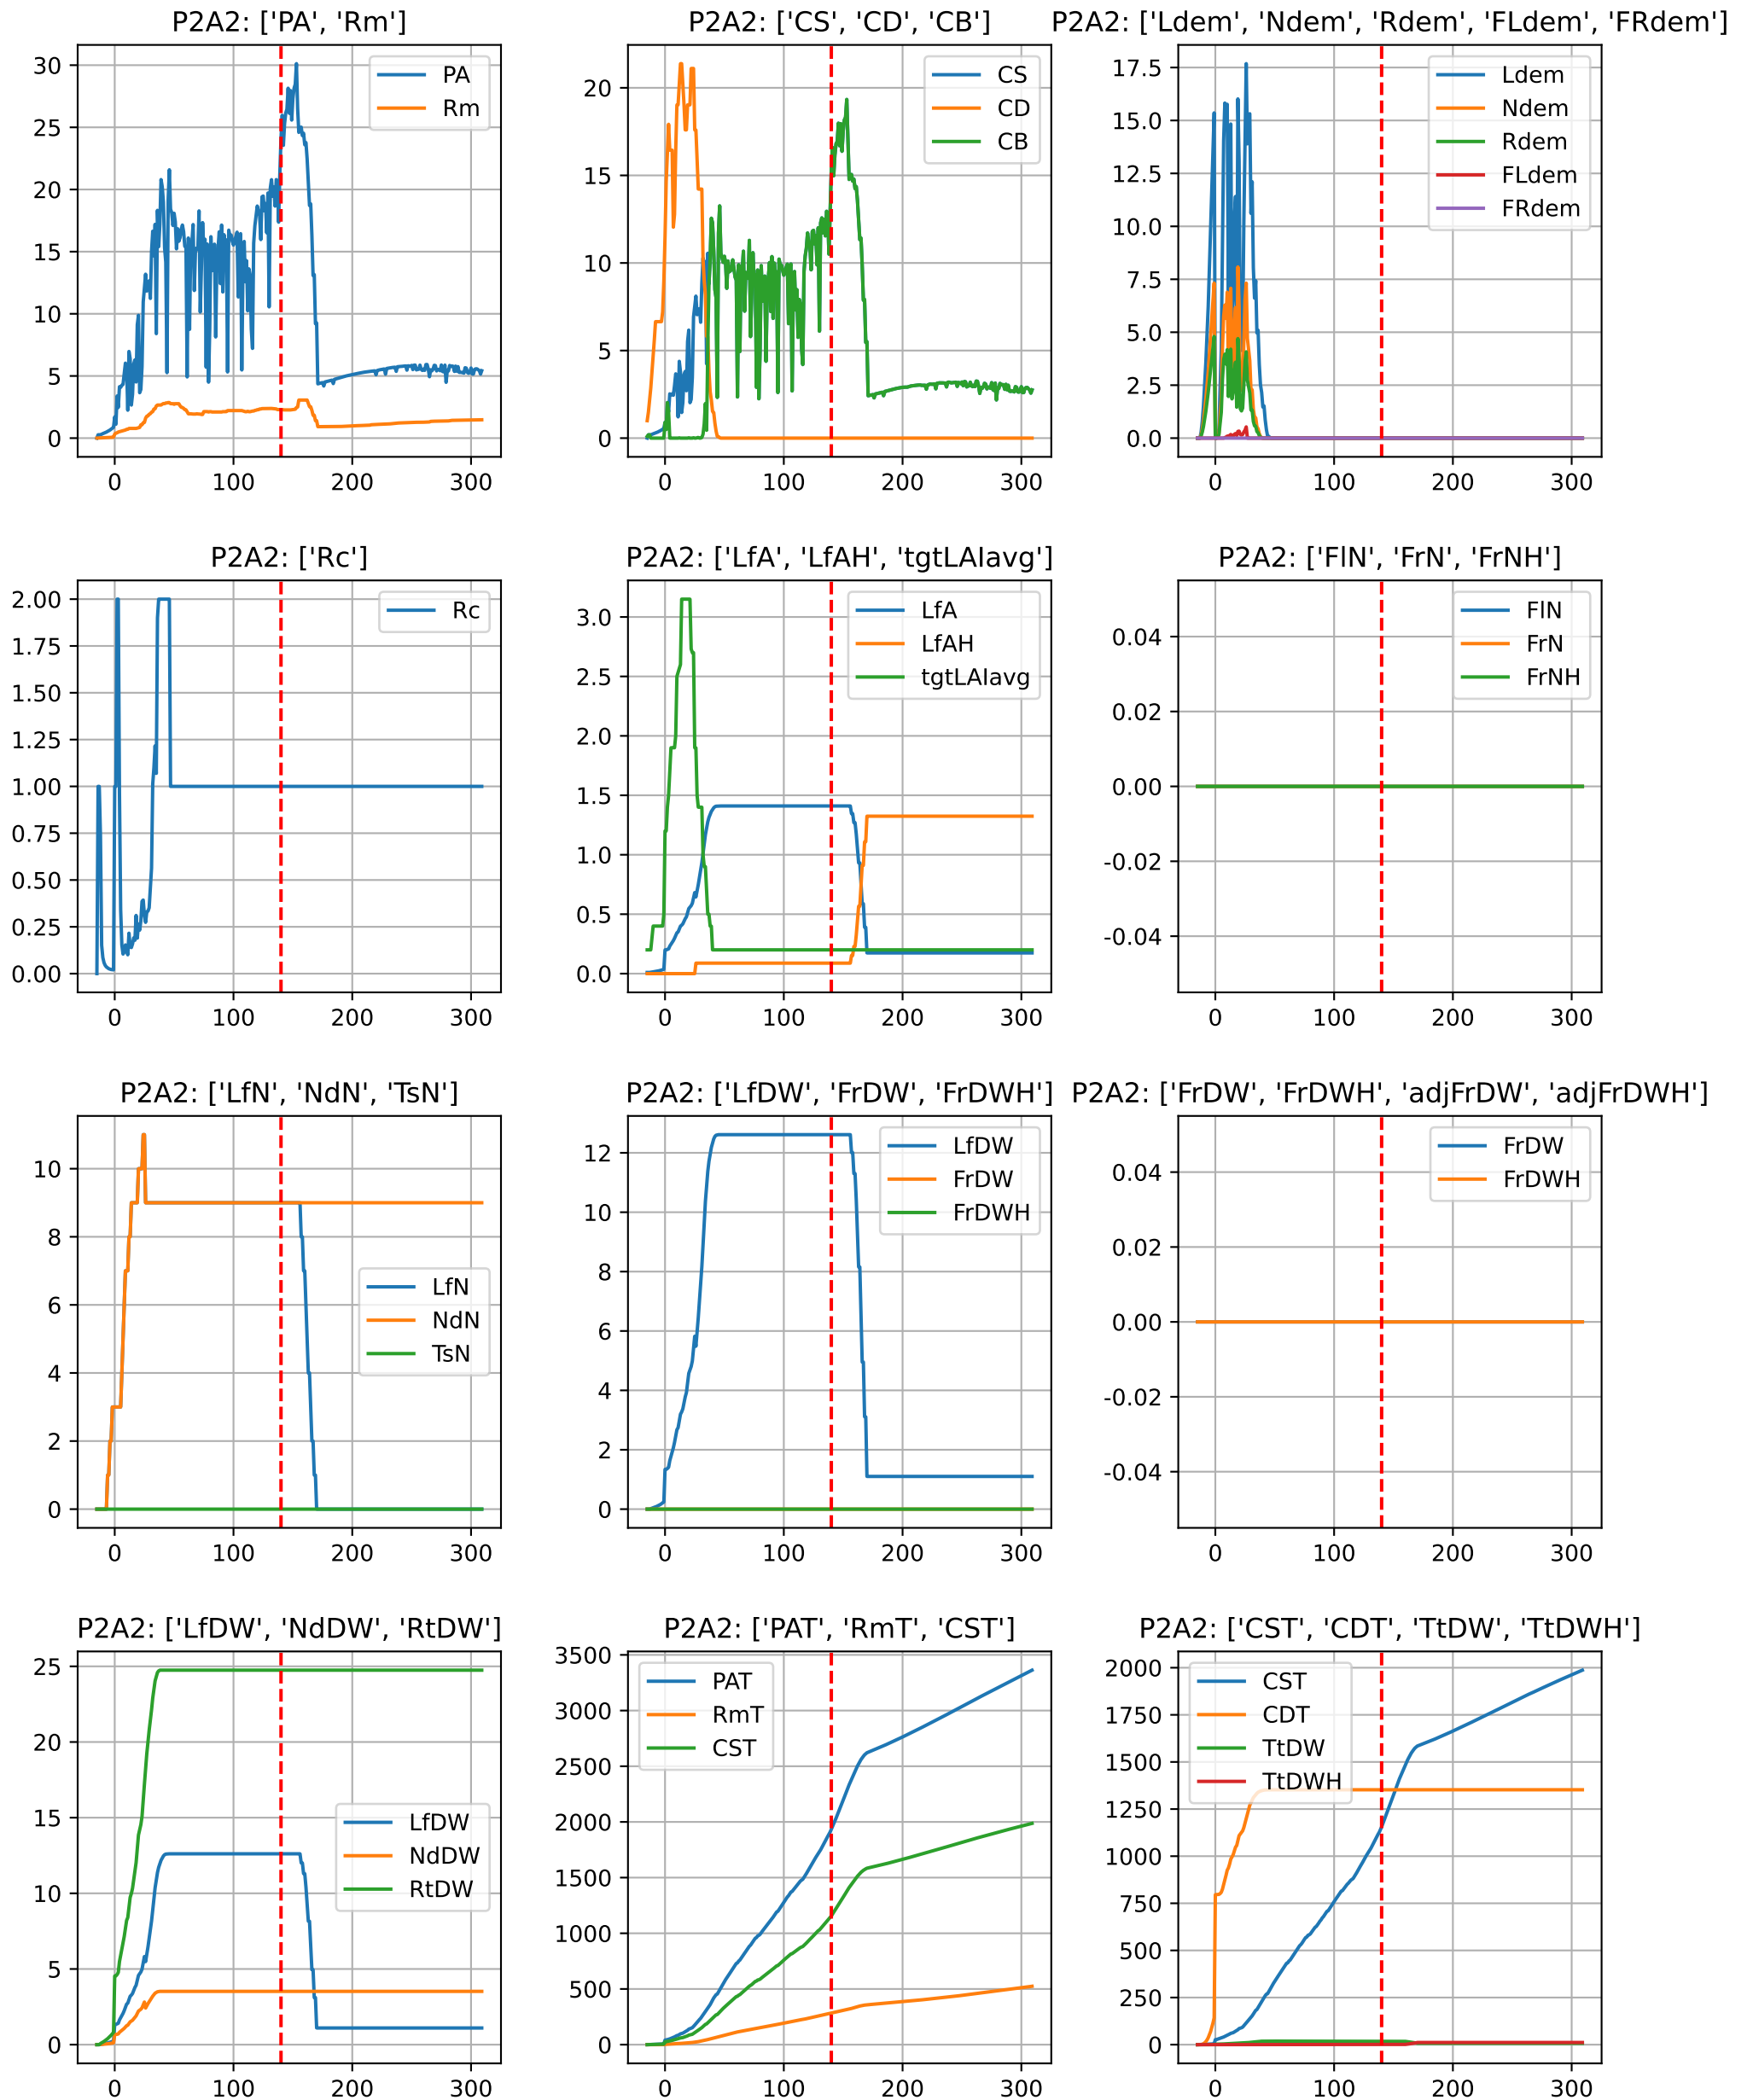 P2A2: ['PA', 'Rm']
30
25
20
15
10
5
0
0 100 200 300
PA
Rm
P2A2: ['CS', 'CD', 'CB']
20
15
10
5
0
0 100 200 300
CS
CD
CB
P2A2: ['Ldem', 'Ndem', 'Rdem', 'FLdem', 'FRdem']
17.5
15.0
12.5
10.0
7.5
5.0
2.5
0.0
0 100 200 300
Ldem
Ndem
Rdem
FLdem
FRdem
P2A2: ['Rc']
2.00
1.75
1.50
1.25
1.00
0.75
0.50
0.25
0.00
0 100 200 300
Rc
P2A2: ['LfA', 'LfAH', 'tgtLAIavg']
3.0
2.5
2.0
1.5
1.0
0.5
0.0
0 100 200 300
LfA
LfAH
tgtLAIavg
P2A2: ['FlN', 'FrN', 'FrNH']
0.04
0.02
0.00
-0.02
-0.04
0 100 200 300
FlN
FrN
FrNH
P2A2: ['LfN', 'NdN', 'TsN']
10
8
6
4
2
0
0 100 200 300
LfN
NdN
TsN
P2A2: ['LfDW', 'FrDW', 'FrDWH']
12
10
8
6
4
2
0
0 100 200 300
LfDW
FrDW
FrDWH
P2A2: ['FrDW', 'FrDWH', 'adjFrDW', 'adjFrDWH']
0.04
0.02
0.00
-0.02
-0.04
0 100 200 300
FrDW
FrDWH
P2A2: ['LfDW', 'NdDW', 'RtDW']
25
20
15
10
5
0
0 100 200 300
LfDW
NdDW
RtDW
P2A2: ['PAT', 'RmT', 'CST']
3500
3000
2500
2000
1500
1000
500
0
0 100 200 300
PAT
RmT
CST
P2A2: ['CST', 'CDT', 'TtDW', 'TtDWH']
2000
1750
1500
1250
1000
750
500
250
0
0 100 200 300
CST
CDT
TtDW
TtDWH